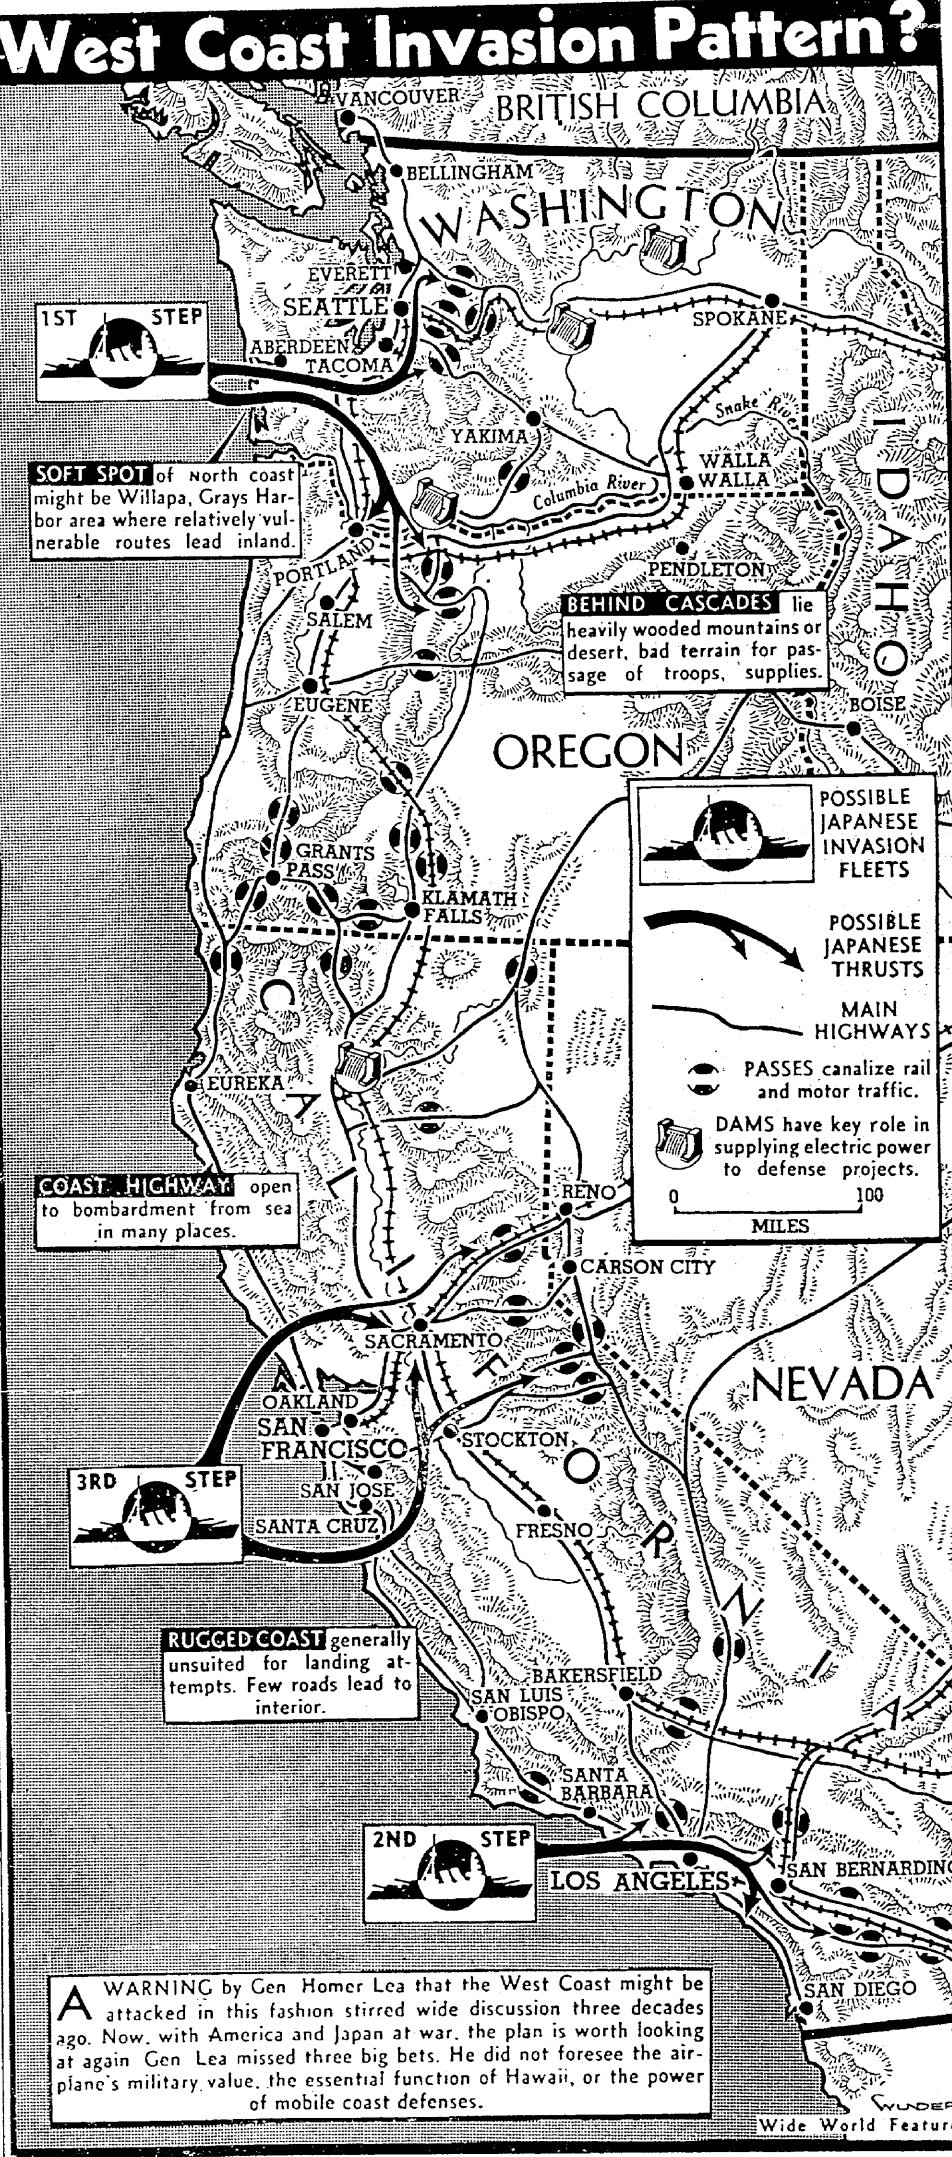 West Coast Invasion Pattern?
VANCOUVER
BRITISH COLUMBIA
BELLINGHAM
WASHINGTON
EVERETT
SEATTLE
SPOKANE
1ST STEP
ABERDEEN
TACOMA
Snake River
IDAHO
YAKIMA
WALLA
WALLA
Columbia River
SOFT SPOT of North coast
might be Willapa, Grays Har-
bor area where relatively vul-
nerable routes lead inland.
PORTLAND
PENDLETON
SALEM
BEHIND CASCADES lie
heavily wooded mountains or
desert, bad terrain for pas-
sage of troops, supplies.
EUGENE
BOISE
OREGON
POSSIBLE
JAPANESE
INVASION
FLEETS
GRANTS
PASS
KLAMATH
FALLS
POSSIBLE
JAPANESE
THRUSTS
CALIFORNIA
MAIN
HIGHWAYS
EUREKA
PASSES canalize rail
and motor traffic.
DAMS have key role in
supplying electric power
to defense projects.
0 100
MILES
COAST HIGHWAY open
to bombardment from sea
in many places.
RENO
CARSON CITY
SACRAMENTO
NEVADA
OAKLAND
SAN
FRANCISCO
STOCKTON
3RD STEP
SAN JOSE
SANTA CRUZ
FRESNO
RUGGED COAST generally
unsuited for landing at-
tempts. Few roads lead to
interior.
BAKERSFIELD
SAN LUIS
OBISPO
SANTA
BARBARA
2ND STEP
LOS ANGELES
SAN BERNARDINO
SAN DIEGO
A WARNING by Gen Homer Lea that the West Coast might be
attacked in this fashion stirred wide discussion three decades
ago. Now, with America and Japan at war, the plan is worth looking
at again Gen Lea missed three big bets. He did not foresee the air-
plane's military value, the essential function of Hawaii, or the power
of mobile coast defenses.
WUNDER
Wide World Featur